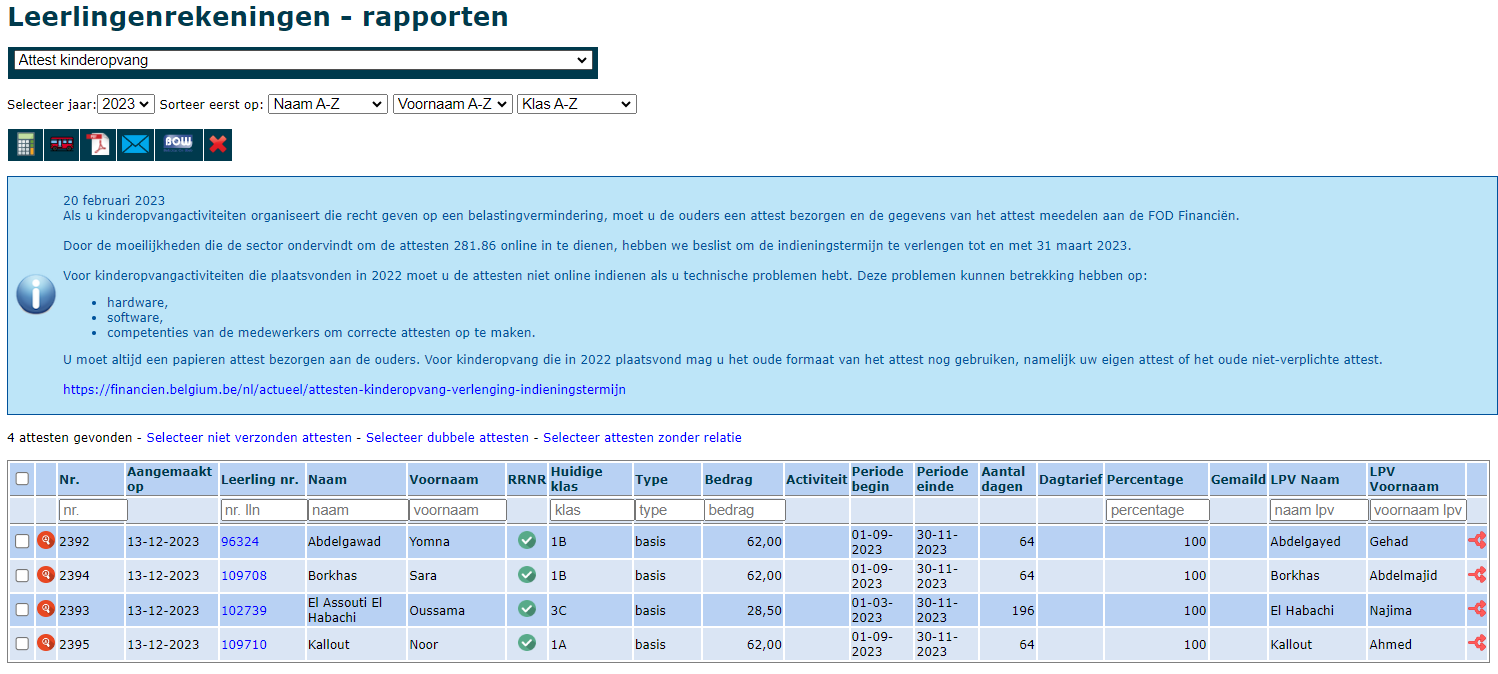 Leerlingenrekeningen - rapporten
Attest kinderopvang
Selecteer jaar: 2023 Sorteer eerst op: Naam A-Z Voornaam A-Z Klas A-Z
BOW
20 februari 2023
Als u kinderopvangactiviteiten organiseert die recht geven op een belastingvermindering, moet u de ouders een attest bezorgen en de gegevens van het attest meedelen aan de FOD Financiën.
Door de moeilijkheden die de sector ondervindt om de attesten 281.86 online in te dienen, hebben we beslist om de indieningstermijn te verlengen tot en met 31 maart 2023.
Voor kinderopvangactiviteiten die plaatsvonden in 2022 moet u de attesten niet online indienen als u technische problemen hebt. Deze problemen kunnen betrekking hebben op:
• hardware,
• software,
• competenties van de medewerkers om correcte attesten op te maken.
U moet altijd een papieren attest bezorgen aan de ouders. Voor kinderopvang die in 2022 plaatsvond mag u het oude formaat van het attest nog gebruiken, namelijk uw eigen attest of het oude niet-verplichte attest.
https://financien.belgium.be/nl/actueel/attesten-kinderopvang-verlenging-indieningstermijn
4 attesten gevonden - Selecteer niet verzonden attesten - Selecteer dubbele attesten - Selecteer attesten zonder relatie
Nr. Aangemaakt op Leerling nr. Naam Voornaam RRNR Huidige klas Type Bedrag Activiteit Periode begin Periode einde Aantal dagen Dagtarief Percentage Gemaild LPV Naam LPV Voornaam
nr. nr. lln naam voornaam klas type bedrag percentage naam lpv voornaam lpv
2392 13-12-2023 96324 Abdelgawad Yomna 1B basis 62,00 01-09-2023 30-11-2023 64 100 Abdelgayed Gehad
2394 13-12-2023 109708 Borkhas Sara 1B basis 62,00 01-09-2023 30-11-2023 64 100 Borkhas Abdelmajid
2393 13-12-2023 102739 El Assouti El Habachi Oussama 3C basis 28,50 01-03-2023 30-11-2023 196 100 El Habachi Najima
2395 13-12-2023 109710 Kallout Noor 1A basis 62,00 01-09-2023 30-11-2023 64 100 Kallout Ahmed